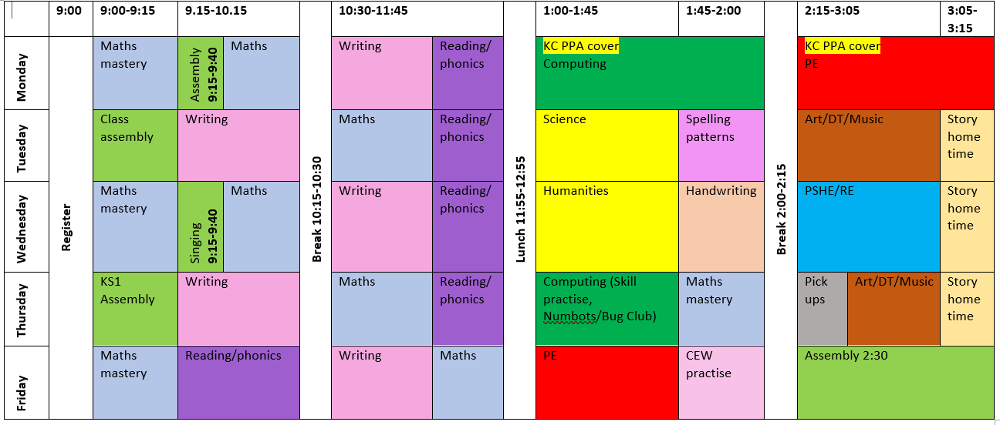 9:00 9:00-9:15 9.15-10.15 10:30-11:45 1:00-1:45 1:45-2:00 2:15-3:05 3:05-
3:15
Register
Break 10:15-10:30
Lunch 11:55-12:55
Break 2:00-2:15
Monday
Maths
mastery
Assembly
9:15-9:40
Maths
Writing
Reading/
phonics
KC PPA cover
Computing
KC PPA cover
PE
Tuesday
Class
assembly
Writing
Maths
Reading/
phonics
Science
Spelling
patterns
Art/DT/Music
Story
home
time
Wednesday
Maths
mastery
Singing
9:15-9:40
Maths
Writing
Reading/
phonics
Humanities
Handwriting
PSHE/RE
Story
home
time
Thursday
KS1
Assembly
Writing
Maths
Reading/
phonics
Computing (Skill
practise,
Numbots/Bug Club)
Maths
mastery
Pick
ups
Art/DT/Music
Story
home
time
Friday
Maths
mastery
Reading/phonics
Writing
Maths
PE
CEW
practise
Assembly 2:30